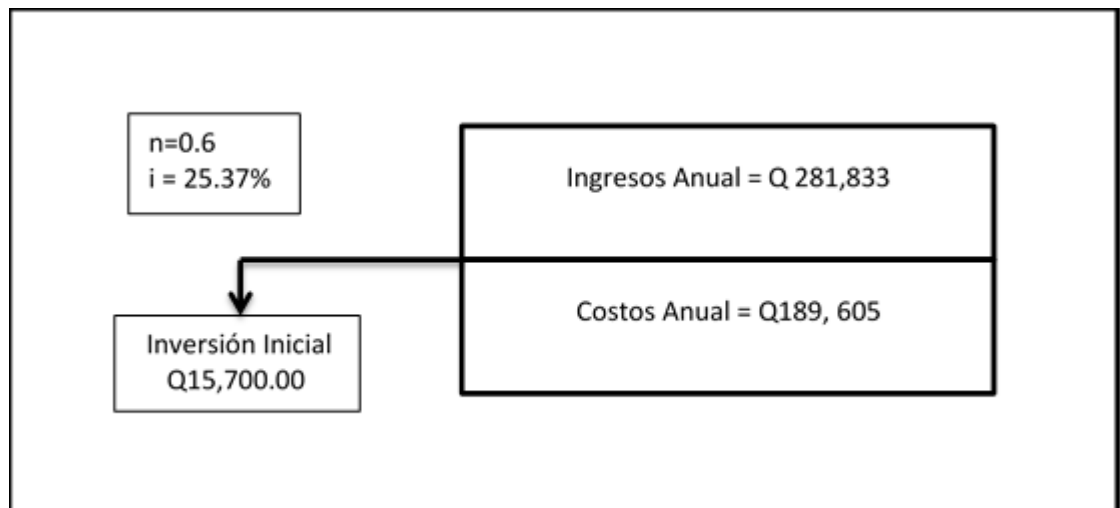 n=0.6
i = 25.37%
Ingresos Anual = Q 281,833
Costos Anual = Q189, 605
Inversión Inicial
Q15,700.00